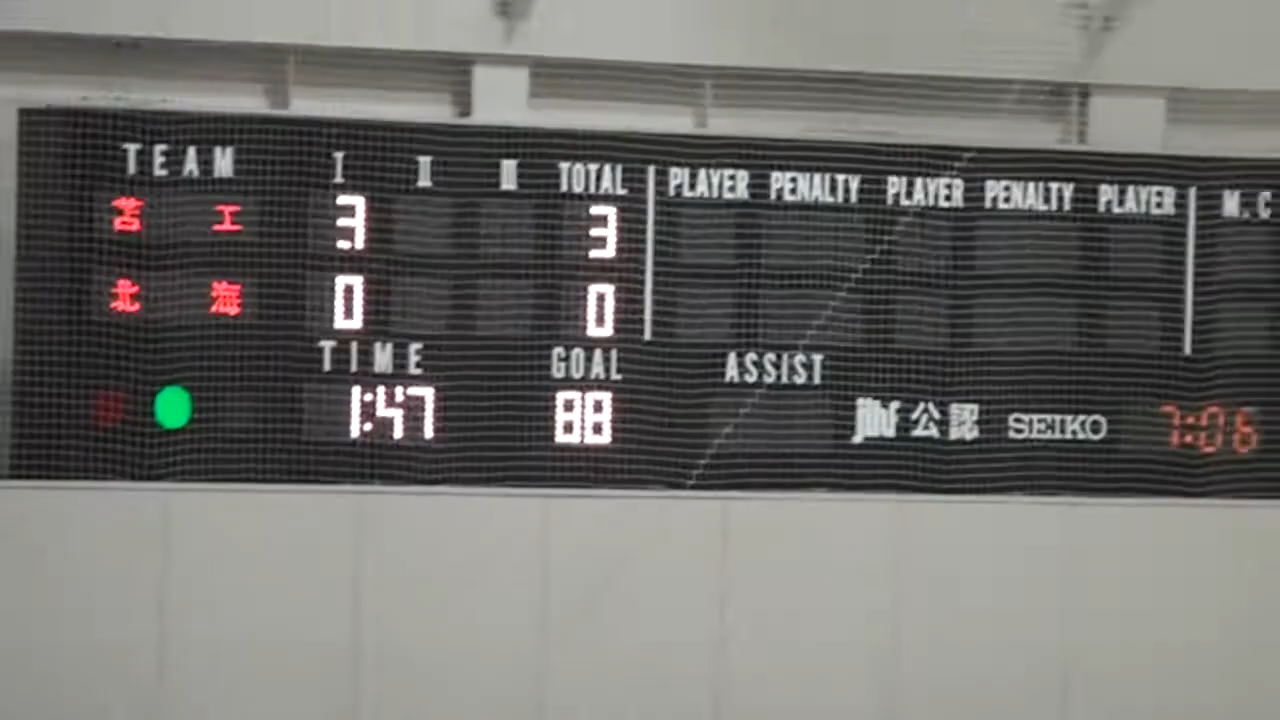 TEAM I II III TOTAL PLAYER PENALTY PLAYER PENALTY PLAYER M.C
苫 工 3 3
北 海 0 0
TIME GOAL ASSIST
1:47 88 jihf 公認 SEIKO 7:06